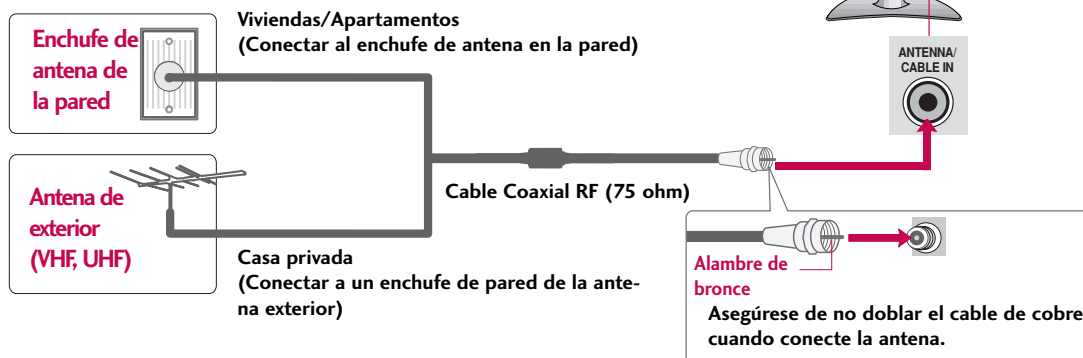 Enchufe de
antena de
la pared
Viviendas/Apartamentos
(Conectar al enchufe de antena en la pared)
ANTENNA/
CABLE IN
Antena de
exterior
(VHF, UHF)
Cable Coaxial RF (75 ohm)
Casa privada
(Conectar a un enchufe de pared de la ante-
na exterior)
Alambre de
bronce
Asegúrese de no doblar el cable de cobre
cuando conecte la antena.